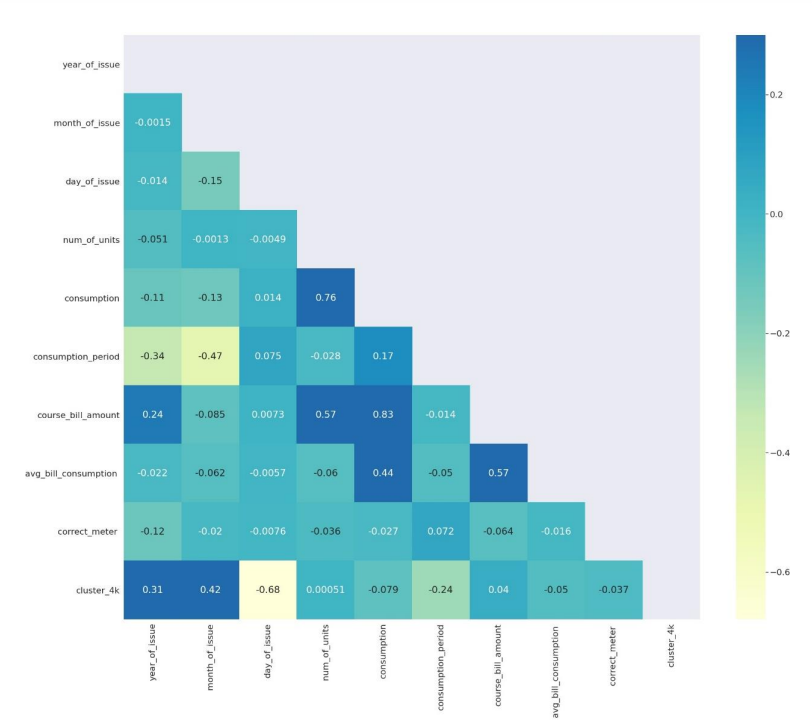 year_of_issue
month_of_issue -0.0015
day_of_issue -0.014 -0.15
num_of_units -0.051 -0.0013 -0.0049
consumption -0.11 -0.13 0.014 0.76
consumption_period -0.34 -0.47 0.075 -0.028 0.17
course_bill_amount 0.24 -0.085 0.0073 0.57 0.83 -0.014
avg_bill_consumption -0.022 -0.062 -0.0057 -0.06 0.44 -0.05 0.57
correct_meter -0.12 -0.02 -0.0076 -0.036 -0.027 0.072 -0.064 -0.016
cluster_4k 0.31 0.42 -0.68 0.00051 -0.079 -0.24 0.04 -0.05 -0.037
year_of_issue
month_of_issue
day_of_issue
num_of_units
consumption
consumption_period
course_bill_amount
avg_bill_consumption
correct_meter
cluster_4k
0.2
0.0
-0.2
-0.4
-0.6